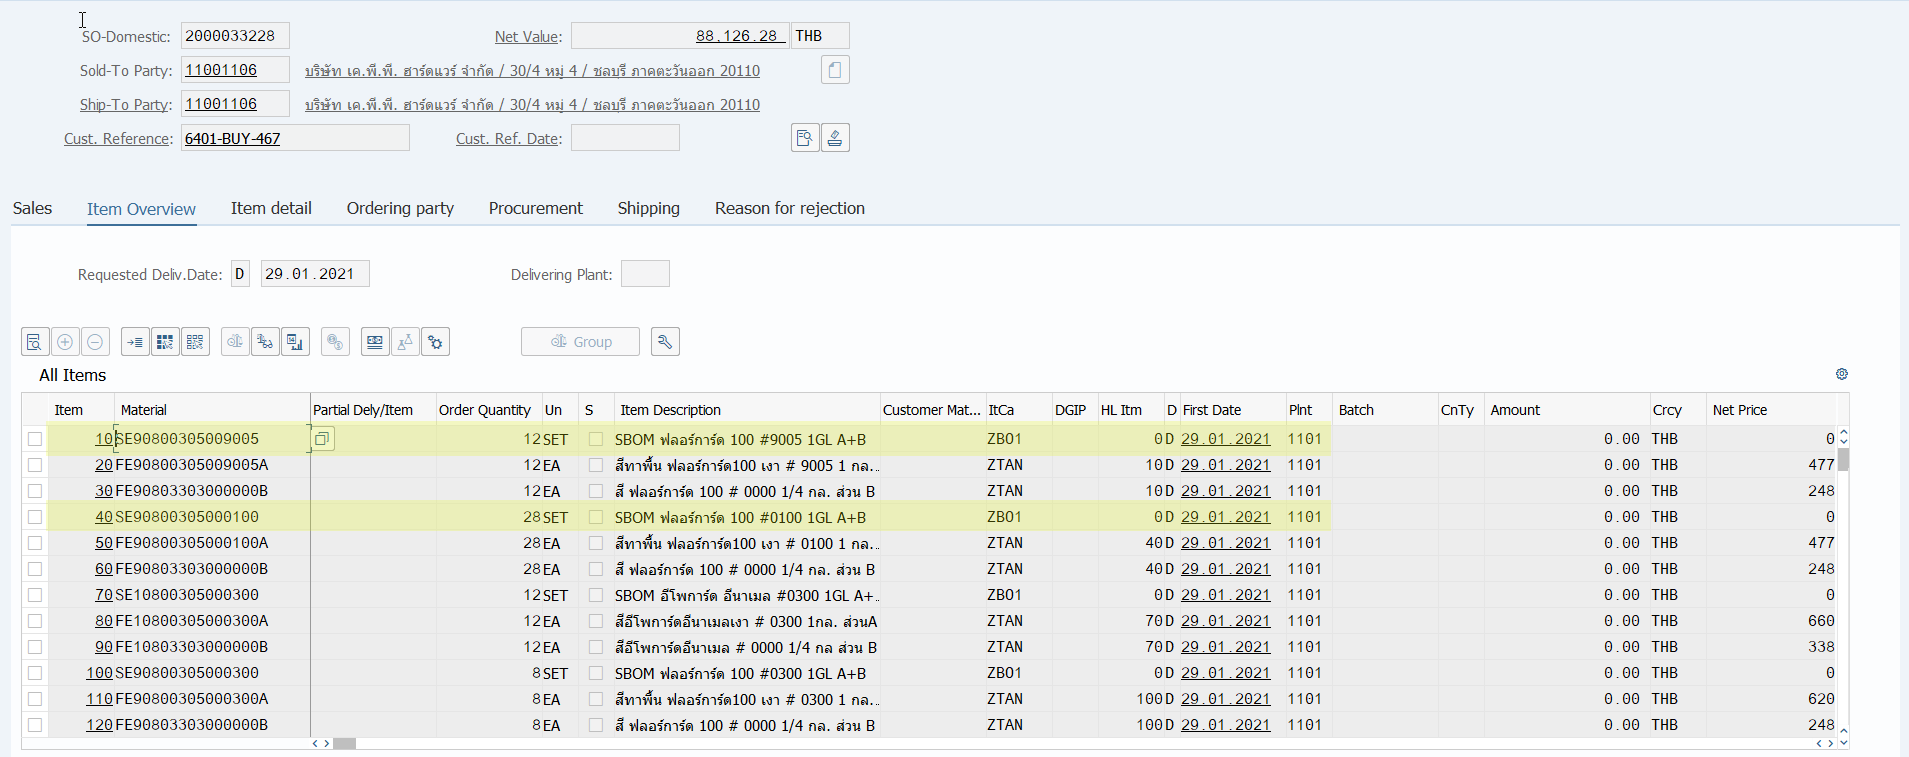 SO-Domestic: 2000033228 Net Value: 88.126.28 THB
Sold-To Party: 11001106 บริษัท เค.พี.พี. ฮาร์ดแวร์ จำกัด / 30/4 หมู่ 4 / ชลบุรี ภาคตะวันออก 20110
Ship-To Party: 11001106 บริษัท เค.พี.พี. ฮาร์ดแวร์ จำกัด / 30/4 หมู่ 4 / ชลบุรี ภาคตะวันออก 20110
Cust. Reference: 6401-BUY-467 Cust. Ref. Date:
Sales Item Overview Item detail Ordering party Procurement Shipping Reason for rejection
Requested Deliv.Date: D 29.01.2021 Delivering Plant:
Group
All Items
Item Material Partial Dely/Item Order Quantity Un S Item Description Customer Mat... ItCa DGIP HL Itm D First Date Plnt Batch CnTy Amount Crcy Net Price
10 SE90800305009005 12 SET SBOM ฟลอร์การ์ด 100 #9005 1GL A+B ZB01 0 D 29.01.2021 1101 0.00 THB 0
20 FE90800305009005A 12 EA สีทาพื้น ฟลอร์การ์ด100 เงา # 9005 1 กล... ZTAN 10 D 29.01.2021 1101 0.00 THB 477
30 FE90803303000000B 12 EA สี ฟลอร์การ์ด 100 # 0000 1/4 กล. ส่วน B ZTAN 10 D 29.01.2021 1101 0.00 THB 248
40 SE90800305000100 28 SET SBOM ฟลอร์การ์ด 100 #0100 1GL A+B ZB01 0 D 29.01.2021 1101 0.00 THB 0
50 FE90800305000100A 28 EA สีทาพื้น ฟลอร์การ์ด100 เงา # 0100 1 กล... ZTAN 40 D 29.01.2021 1101 0.00 THB 477
60 FE90803303000000B 28 EA สี ฟลอร์การ์ด 100 # 0000 1/4 กล. ส่วน B ZTAN 40 D 29.01.2021 1101 0.00 THB 248
70 SE10800305000300 12 SET SBOM อีโพการ์ด อีนาเมล #0300 1GL A+... ZB01 0 D 29.01.2021 1101 0.00 THB 0
80 FE10800305000300A 12 EA สีอีโพการ์ดอีนาเมลเงา # 0300 1กล. ส่วนA ZTAN 70 D 29.01.2021 1101 0.00 THB 660
90 FE10803303000000B 12 EA สีอีโพการ์ดอีนาเมล # 0000 1/4 กล ส่วน B ZTAN 70 D 29.01.2021 1101 0.00 THB 338
100 SE90800305000300 8 SET SBOM ฟลอร์การ์ด 100 #0300 1GL A+B ZB01 0 D 29.01.2021 1101 0.00 THB 0
110 FE90800305000300A 8 EA สีทาพื้น ฟลอร์การ์ด100 เงา # 0300 1 กล... ZTAN 100 D 29.01.2021 1101 0.00 THB 620
120 FE90803303000000B 8 EA สี ฟลอร์การ์ด 100 # 0000 1/4 กล. ส่วน B ZTAN 100 D 29.01.2021 1101 0.00 THB 248